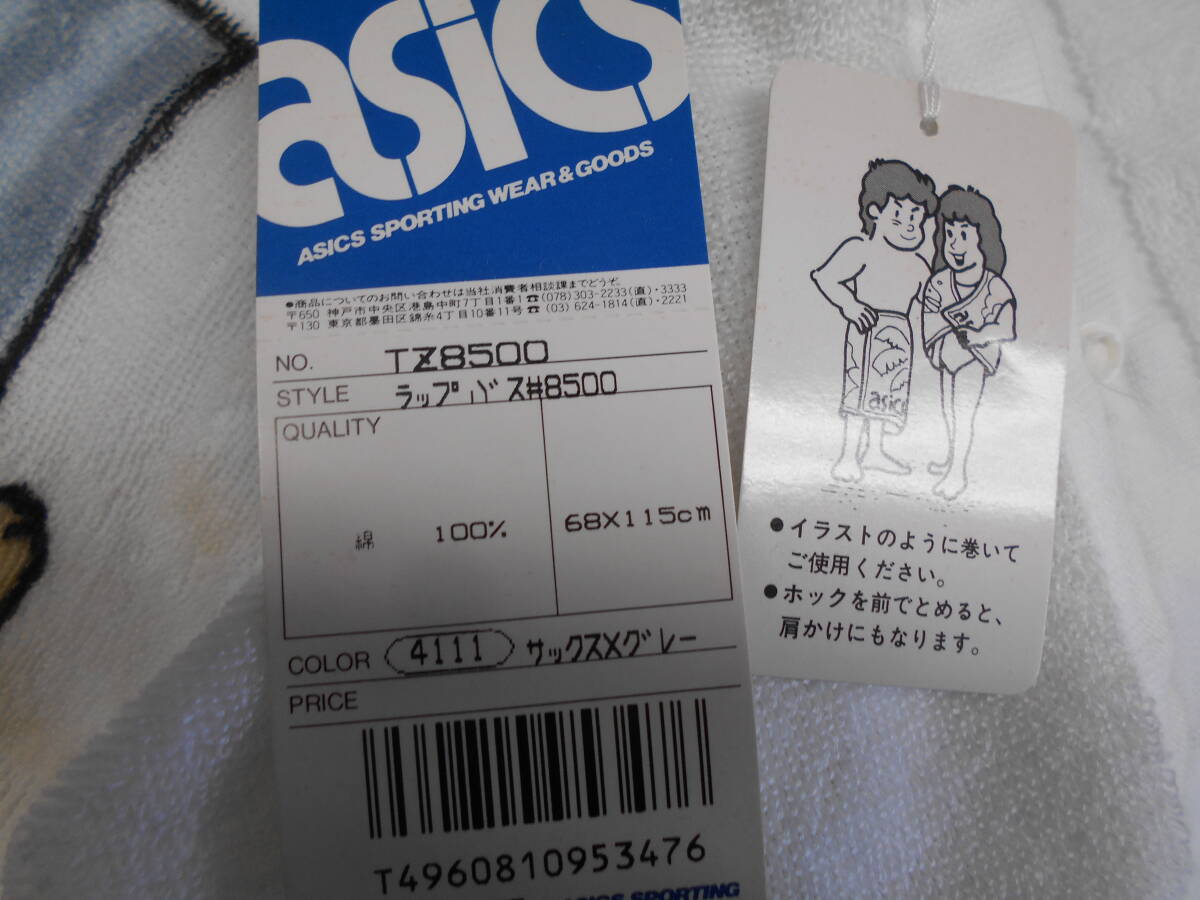 asics
ASICS SPORTING WEAR & GOODS
●商品についてのお問い合わせは当社消費者相談課までどうぞ。
〒650 神戸市中央区港島中町7丁目1番1 ☎(078)303-2233(直)・3333
〒130 東京都墨田区錦糸4丁目10番11号 ☎(03) 624-1814(直)・2221
NO. TZ8500
STYLE ラップバス#8500
QUALITY
綿 100% 68X115cm
COLOR 4111 サックスXグレー
PRICE
T4960810953476
ASICS SPORTING
asics
●イラストのように巻いて
ご使用ください。
●ホックを前でとめると、
肩かけにもなります。